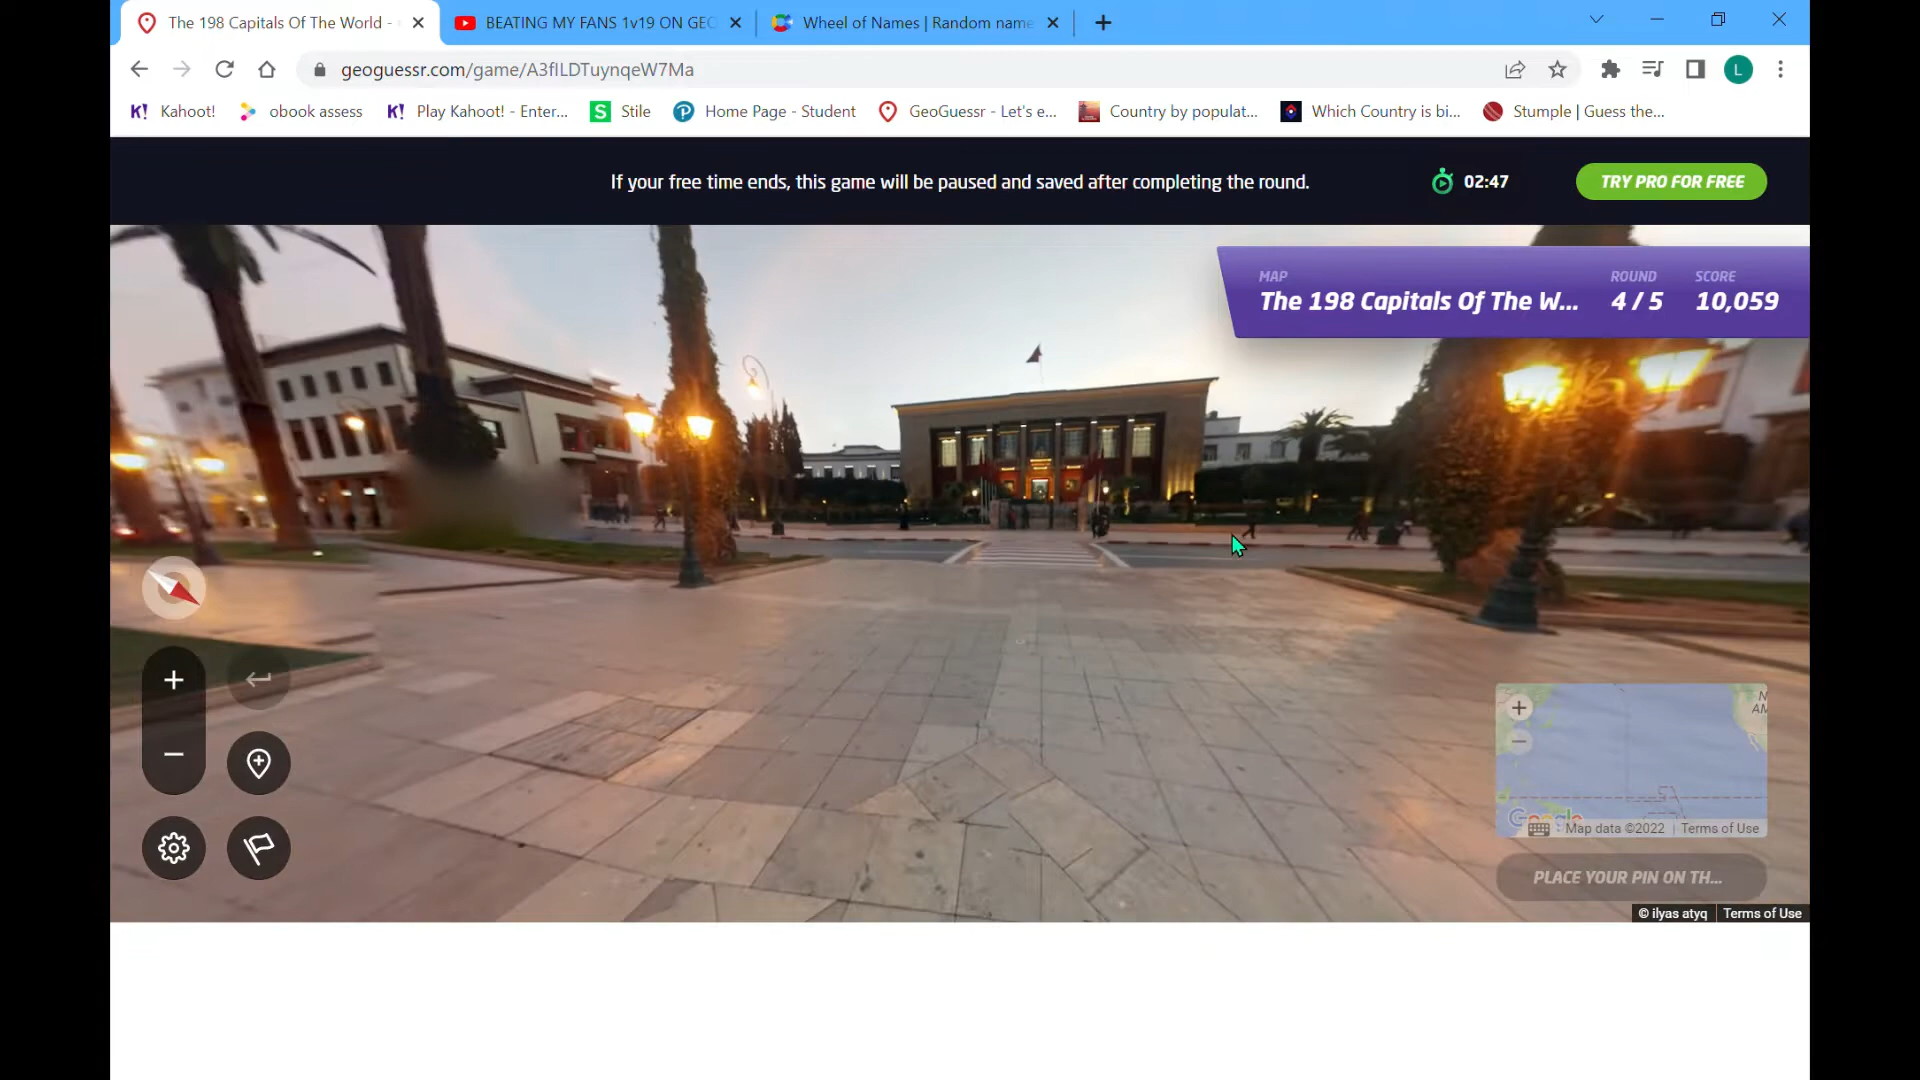 The 198 Capitals Of The World -
BEATING MY FANS 1v19 ON GEO
Wheel of Names | Random name
geoguessr.com/game/A3fILDTuynqeW7Ma
L
K! Kahoot!
obook assess
K! Play Kahoot! - Enter...
S Stile
Home Page - Student
GeoGuessr - Let's e...
Country by populat...
Which Country is bi...
Stumple | Guess the...
If your free time ends, this game will be paused and saved after completing the round.
02:47
TRY PRO FOR FREE
MAP
The 198 Capitals Of The W...
ROUND
4 / 5
SCORE
10,059
N
AM
Google
Map data ©2022
Terms of Use
PLACE YOUR PIN ON TH...
© ilyas atyq
Terms of Use